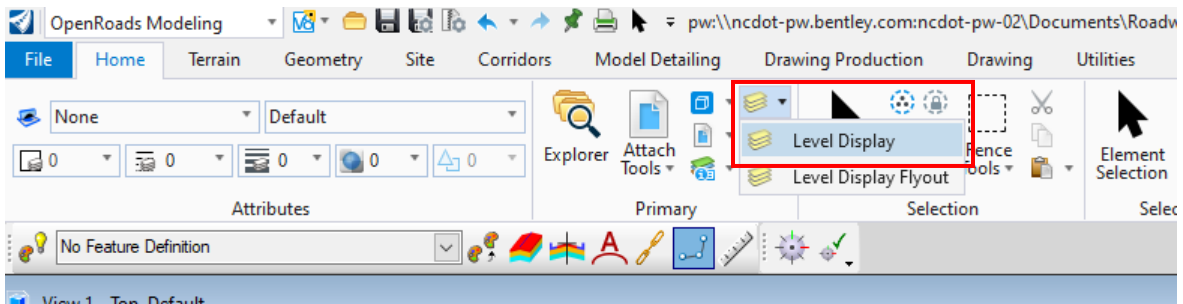 OpenRoads Modeling pw:\\ncdot-pw.bentley.com:ncdot-pw-02\Documents\Roadw
File Home Terrain Geometry Site Corridors Model Detailing Drawing Production Drawing Utilities
None Default
0 0 0 0 0
Explorer Attach Tools
Level Display
Level Display Flyout
Fence Tools
Element Selection
Attributes Primary Selection Selec
No Feature Definition
View 1 - Top, Default